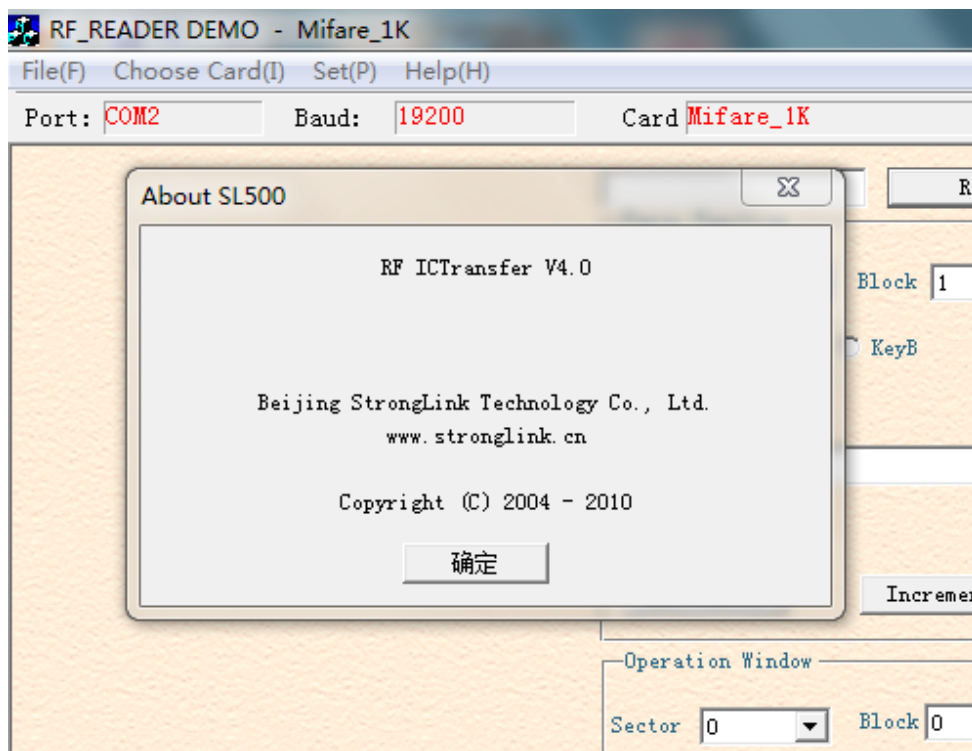 RF_READER DEMO - Mifare_1K
File(F) Choose Card(I) Set(P) Help(H)
Port: COM2 Baud: 19200 Card Mifare_1K
About SL500
RF ICTransfer V4.0
Block 1
KeyB
Beijing StrongLink Technology Co., Ltd.
www.stronglink.cn
Copyright (C) 2004 - 2010
确定
Operation Window
Sector 0 Block 0